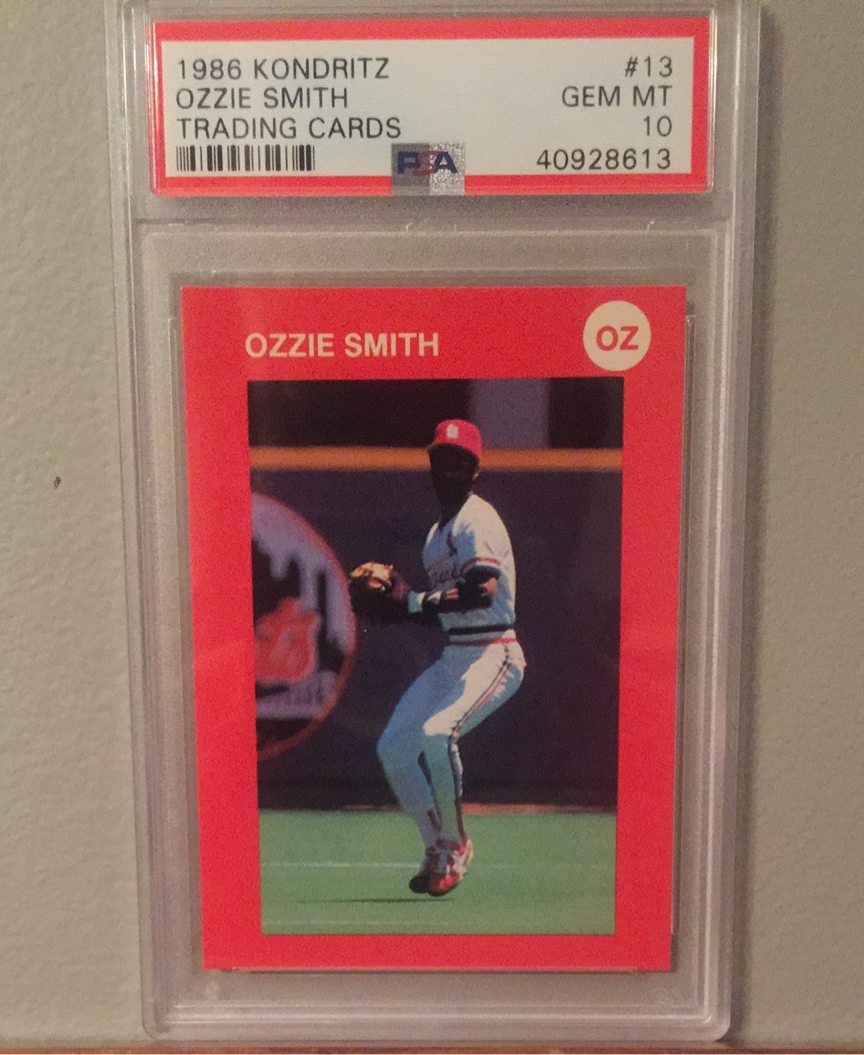 1986 KONDRITZ #13
OZZIE SMITH GEM MT
TRADING CARDS 10
PSA 40928613
OZZIE SMITH OZ